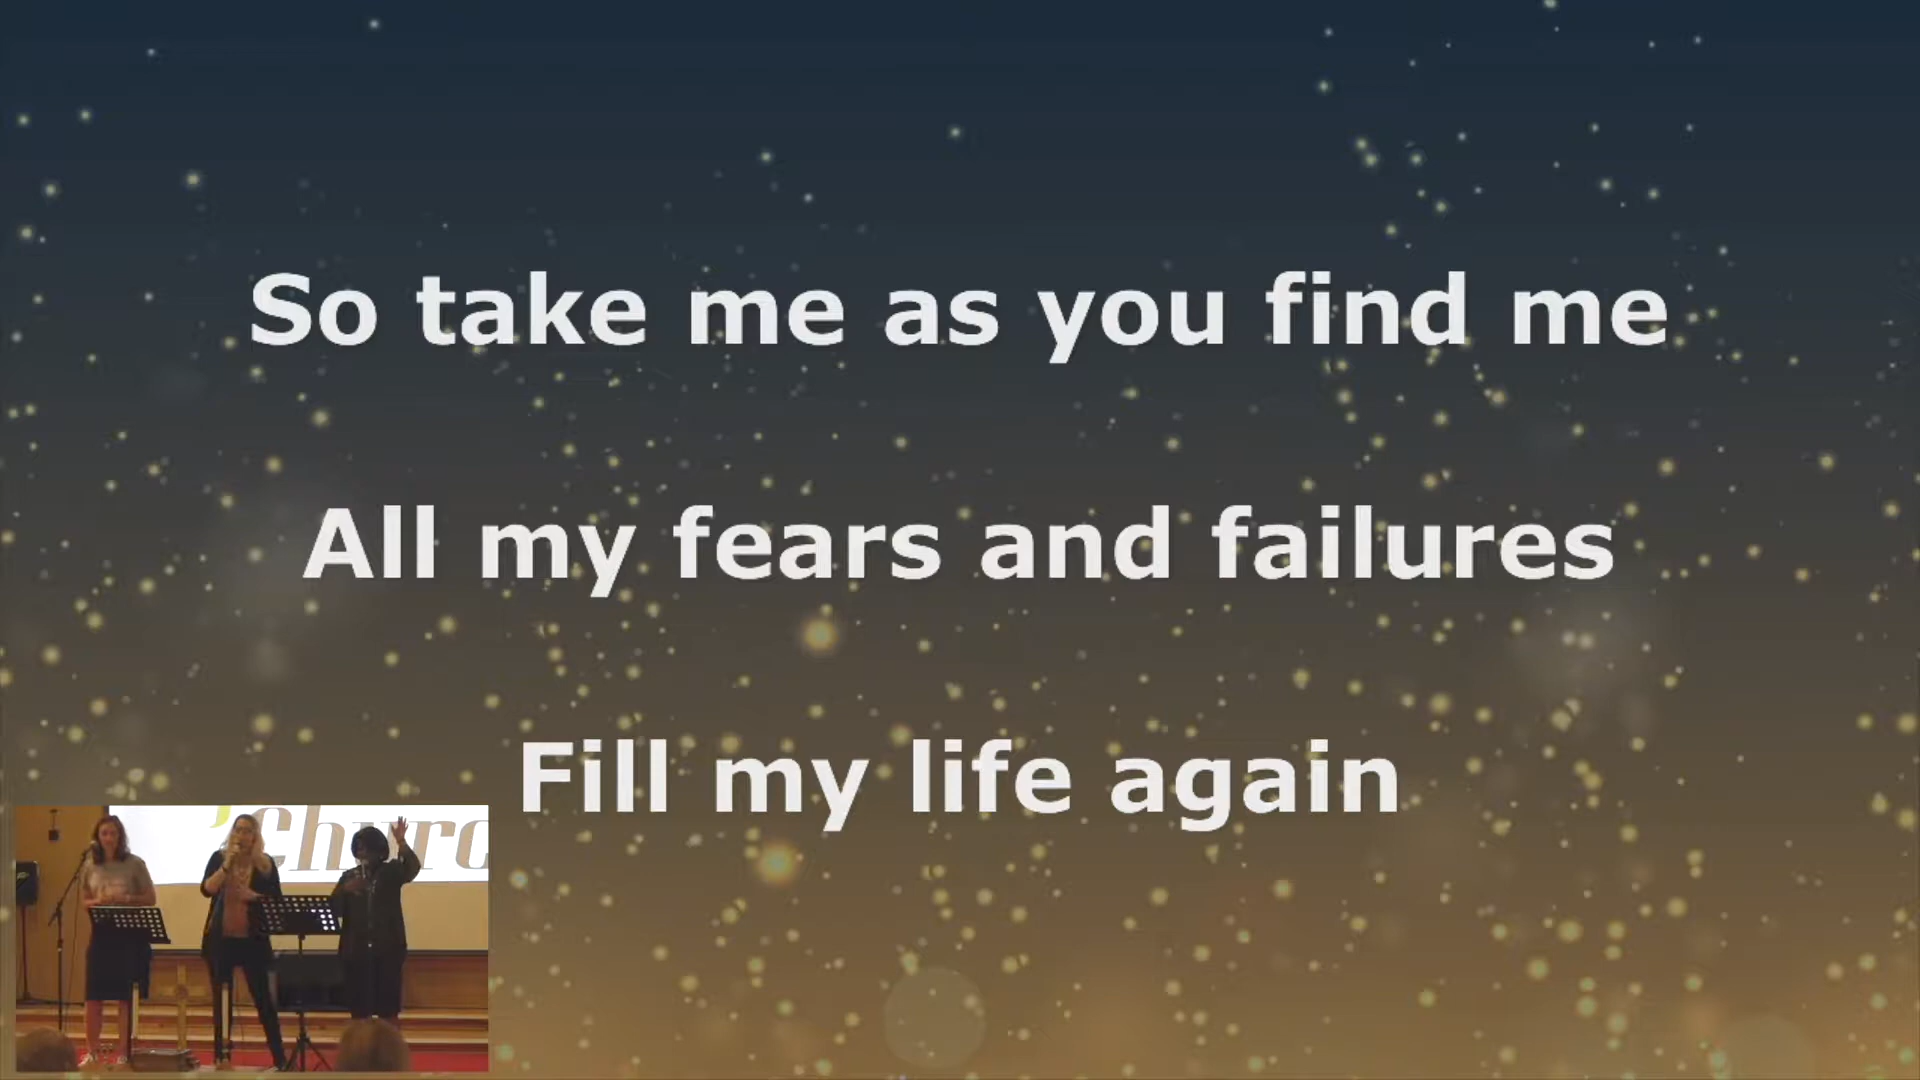 So take me as you find me
All my fears and failures
Fill my life again